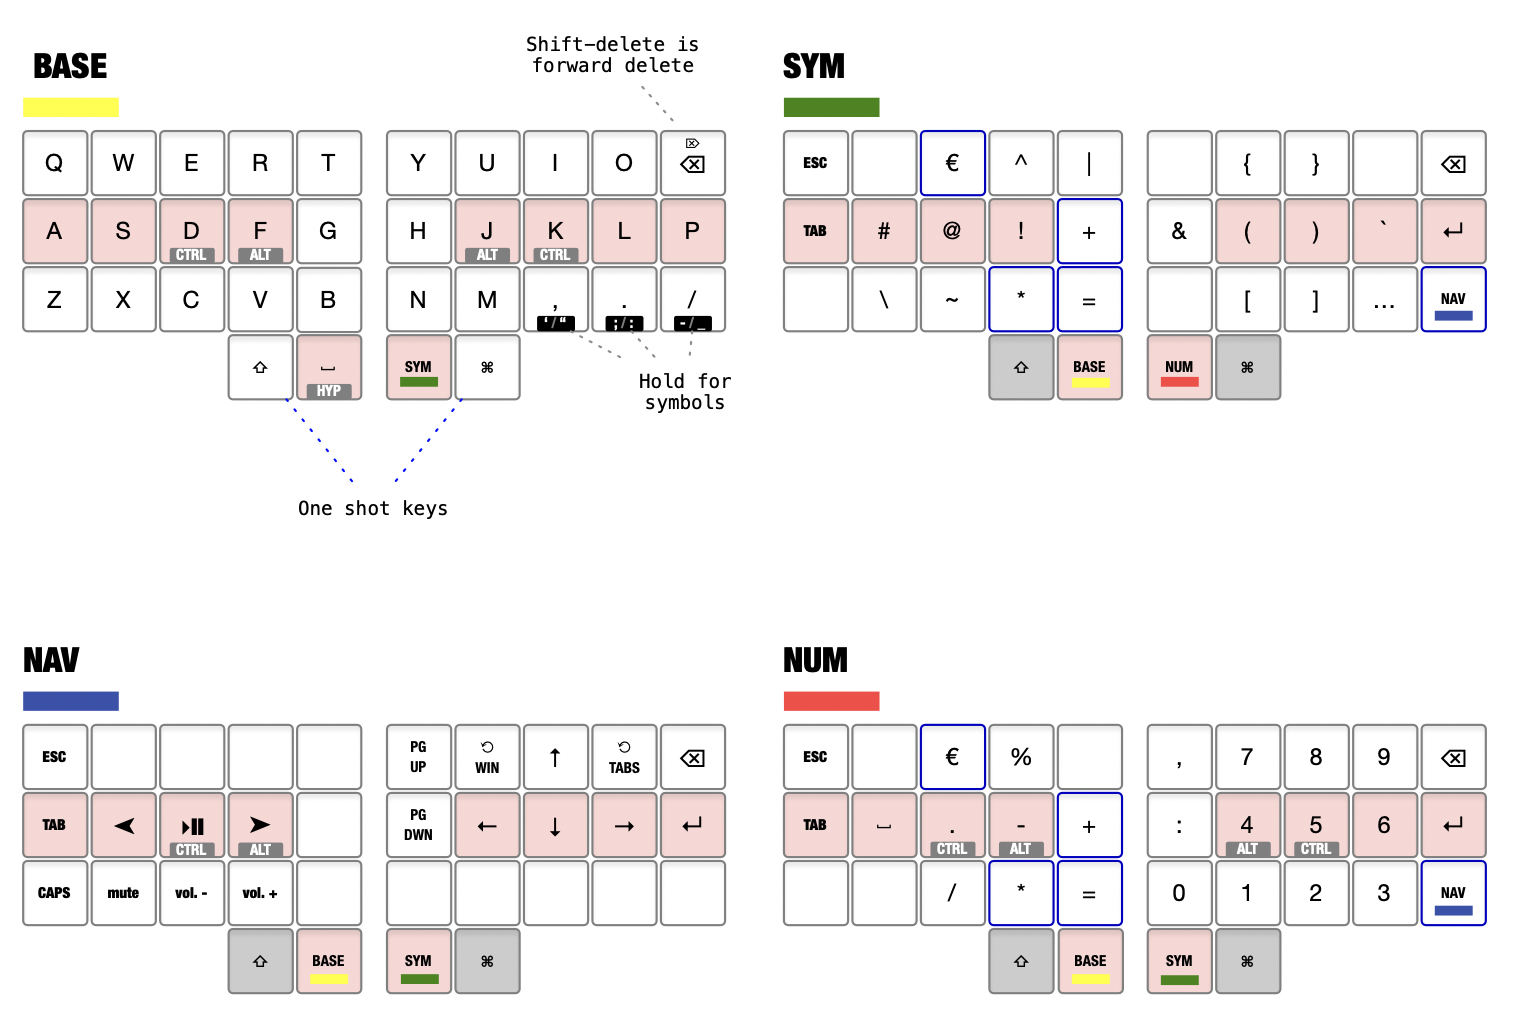 Shift-delete is
forward delete
BASE
Q W E R T Y U I O ⌦ ⌫
A S D CTRL F ALT G H J ALT K CTRL L P
Z X C V B N M , '/“ . ;/: / -/_
⇧ ⎵ HYP SYM ⌘
Hold for
symbols
One shot keys
SYM
ESC € ^ | { } ⌫
TAB # @ ! + & ( ) ` ↵
\ ~ * = [ ] ... NAV
⇧ BASE NUM ⌘
NAV
ESC PG UP WIN ↑ TABS ⌫
TAB ◀ ▶⏸ CTRL ➤ ALT PG DWN ← ↓ → ↵
CAPS mute vol. - vol. +
⇧ BASE SYM ⌘
NUM
ESC € % , 7 8 9 ⌫
TAB ⎵ . CTRL - ALT + : 4 ALT 5 CTRL 6 ↵
/ * = 0 1 2 3 NAV
⇧ BASE SYM ⌘